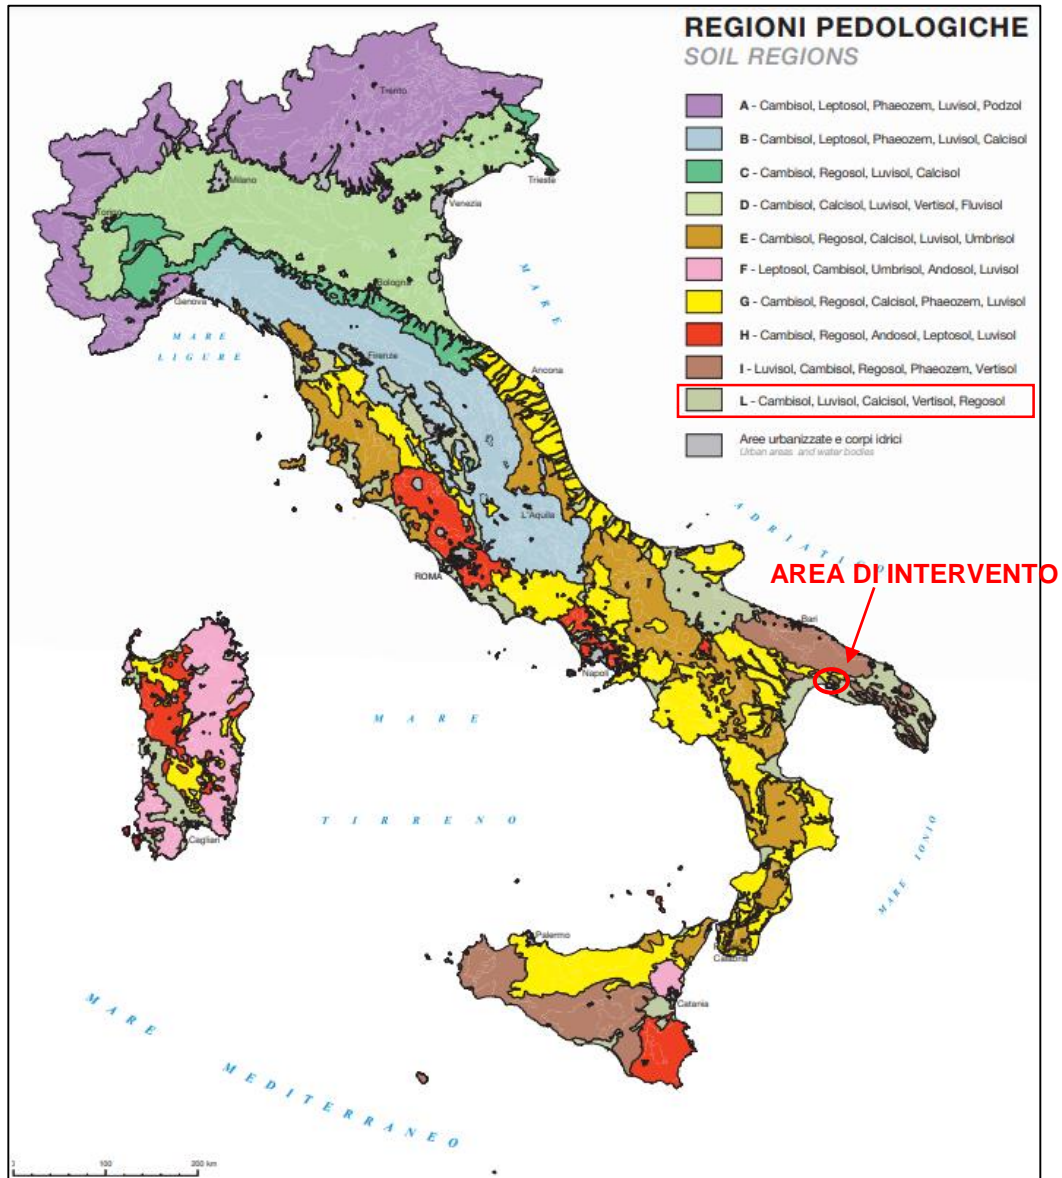 REGIONI PEDOLOGICHE
SOIL REGIONS
A - Cambisol, Leptosol, Phaeozem, Luvisol, Podzol
B - Cambisol, Leptosol, Phaeozem, Luvisol, Calcisol
C - Cambisol, Regosol, Luvisol, Calcisol
D - Cambisol, Calcisol, Luvisol, Vertisol, Fluvisol
E - Cambisol, Regosol, Calcisol, Luvisol, Umbrisol
F - Leptosol, Cambisol, Umbrisol, Andosol, Luvisol
G - Cambisol, Regosol, Calcisol, Phaeozem, Luvisol
H - Cambisol, Regosol, Andosol, Leptosol, Luvisol
I - Luvisol, Cambisol, Regosol, Phaeozem, Vertisol
L - Cambisol, Luvisol, Calcisol, Vertisol, Regosol
Aree urbanizzate e corpi idrici
Urban areas and water bodies
Trento
Milano
Trieste
Venezia
Torino
Bologna
Genova
MARE
MARE
LIGURE
Firenze
Ancona
L'Aquila
ADRIATICO
ROMA
AREA DI INTERVENTO
Bari
Napoli
MARE
TIRRENO
Cagliari
MARE IONIO
Palermo
Catania
MARE
MEDITERRANEO
100
200 km